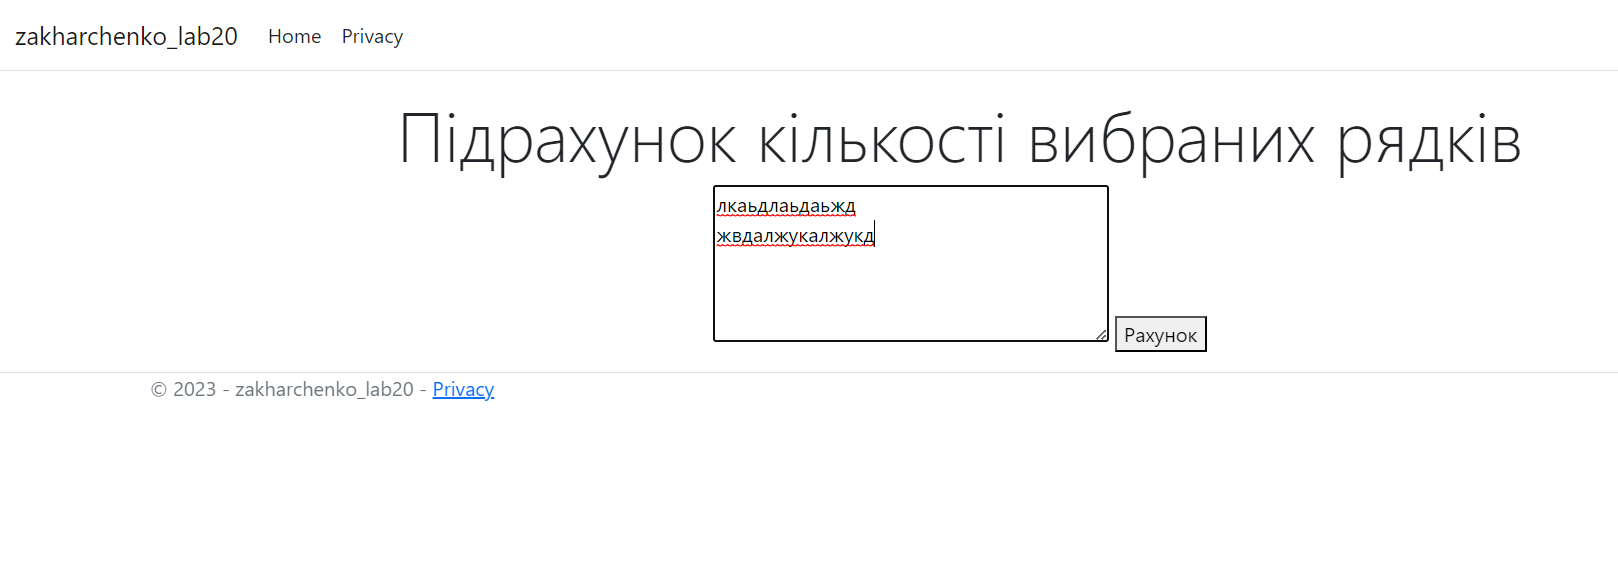 zakharchenko_lab20 Home Privacy
Підрахунок кількості вибраних рядків
лкаьдлаьдаьжд
жвдалжукалжукд
Рахунок
© 2023 - zakharchenko_lab20 - Privacy